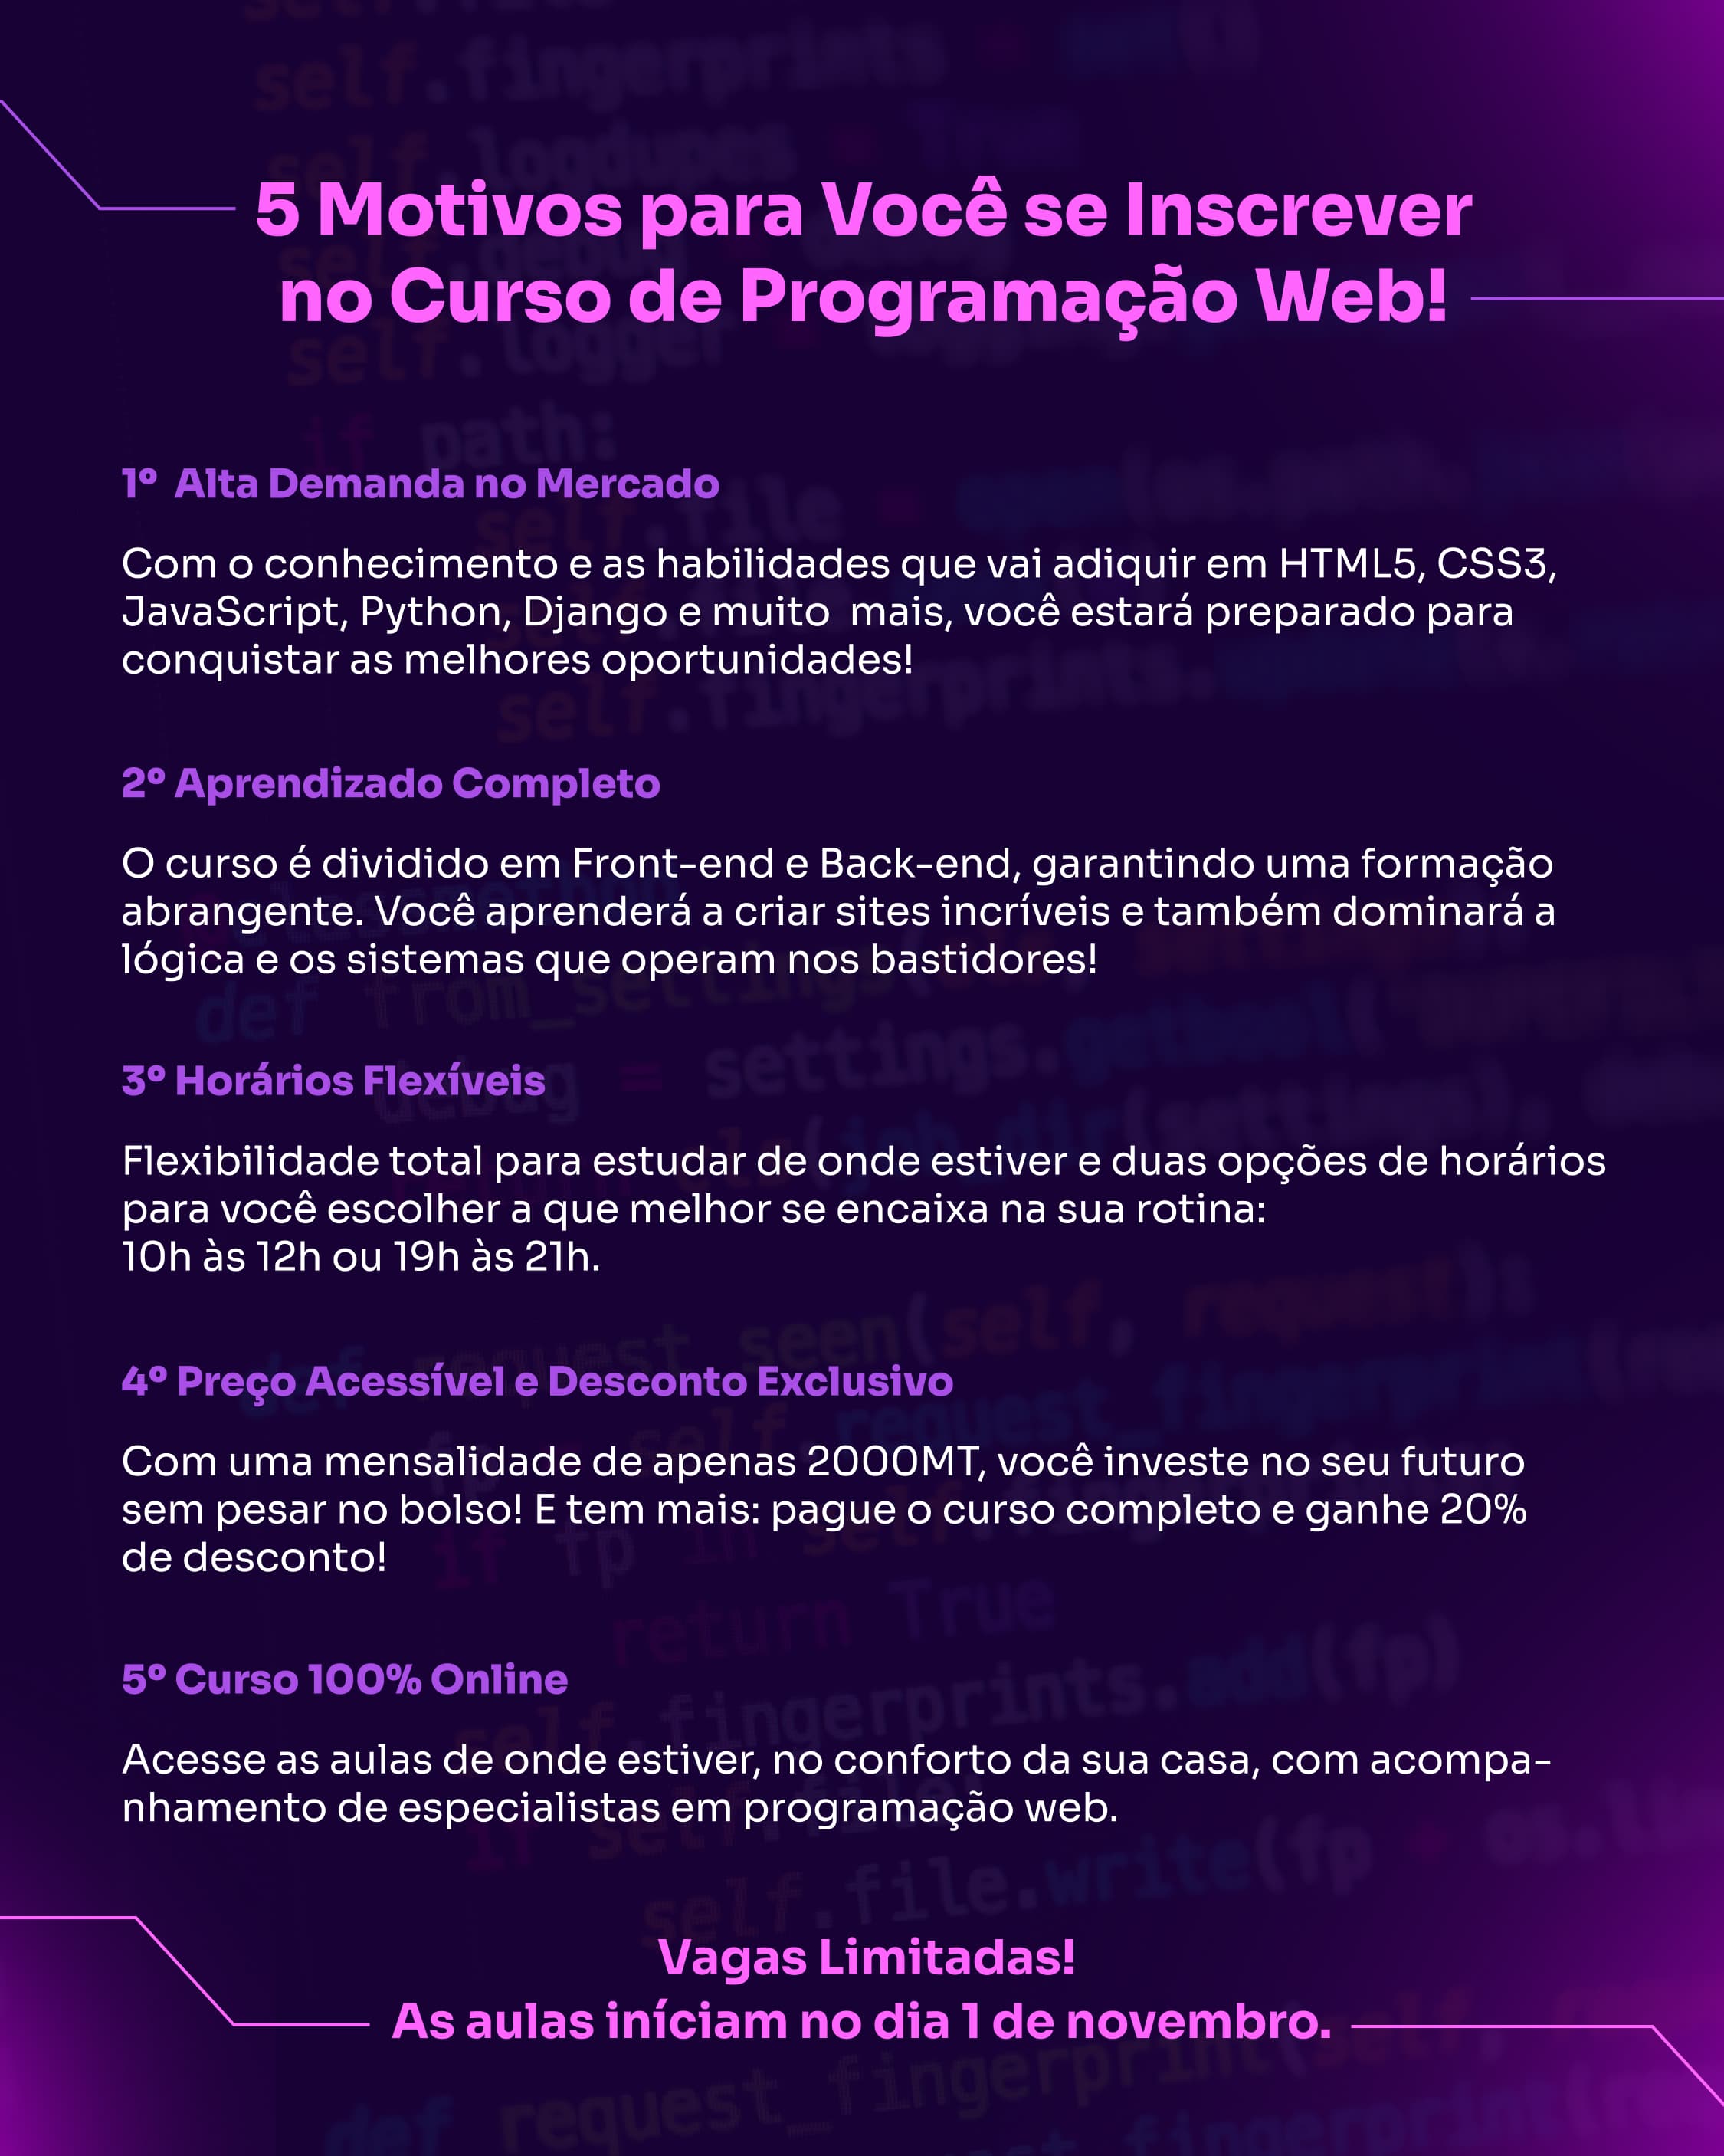 5 Motivos para Você se Inscrever
no Curso de Programação Web!
1º  Alta Demanda no Mercado
Com o conhecimento e as habilidades que vai adiquir em HTML5, CSS3,
JavaScript, Python, Django e muito  mais, você estará preparado para
conquistar as melhores oportunidades!
2º Aprendizado Completo
O curso é dividido em Front-end e Back-end, garantindo uma formação
abrangente. Você aprenderá a criar sites incríveis e também dominará a
lógica e os sistemas que operam nos bastidores!
3º Horários Flexíveis
Flexibilidade total para estudar de onde estiver e duas opções de horários
para você escolher a que melhor se encaixa na sua rotina:
10h às 12h ou 19h às 21h.
4º Preço Acessível e Desconto Exclusivo
Com uma mensalidade de apenas 2000MT, você investe no seu futuro
sem pesar no bolso! E tem mais: pague o curso completo e ganhe 20%
de desconto!
5º Curso 100% Online
Acesse as aulas de onde estiver, no conforto da sua casa, com acompa-
nhamento de especialistas em programação web.
Vagas Limitadas!
As aulas iníciam no dia 1 de novembro.